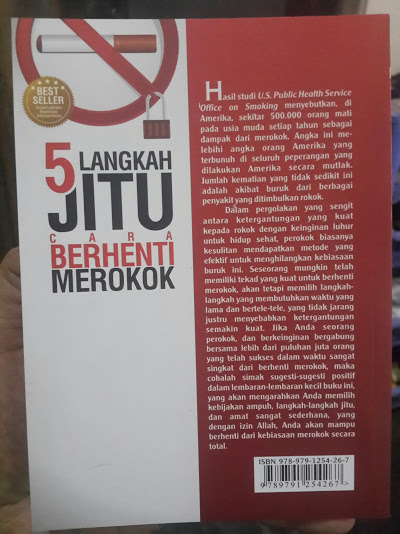 BEST
SELLER
5 LANGKAH
JITU
CARA
BERHENTI
MEROKOK
Hasil studi U.S. Public Health Service
Office on Smoking menyebutkan, di
Amerika, sekitar 500.000 orang mati
pada usia muda setiap tahun sebagai
dampak dari merokok. Angka ini me-
lebihi angka orang Amerika yang
terbunuh di seluruh peperangan yang
dilakukan Amerika secara mutlak.
Jumlah kematian yang tidak sedikit ini
adalah akibat buruk dari berbagai
penyakit yang ditimbulkan rokok.
Dalam pergolakan yang sengit
antara ketergantungan yang kuat
kepada rokok dengan keinginan luhur
untuk hidup sehat, perokok biasanya
kesulitan mendapatkan metode yang
efektif untuk menghilangkan kebiasaan
buruk ini. Seseorang mungkin telah
memiliki tekad yang kuat untuk berhenti
merokok, akan tetapi memilih langkah-
langkah yang membutuhkan waktu yang
lama dan bertele-tele, yang tidak jarang
justru menyebabkan ketergantungan
semakin kuat. Jika Anda seorang
perokok, dan berkeinginan bergabung
bersama lebih dari puluhan juta orang
yang telah sukses dalam waktu sangat
singkat dari berhenti merokok, maka
cobalah simak sugesti-sugesti positif
dalam lembaran-lembaran kecil buku ini,
yang akan mengarahkan Anda memilih
kebijakan ampuh, langkah-langkah jitu,
dan amat sangat sederhana, yang
dengan izin Allah, Anda akan mampu
berhenti dari kebiasaan merokok secara
total.
ISBN 978-979-1254-26-7
9 789791 254267 >